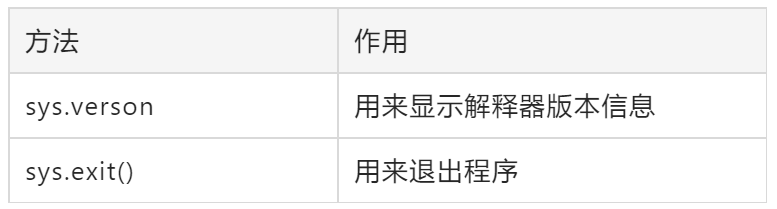 方法 作用
sys.verson 用来显示解释器版本信息
sys.exit() 用来退出程序